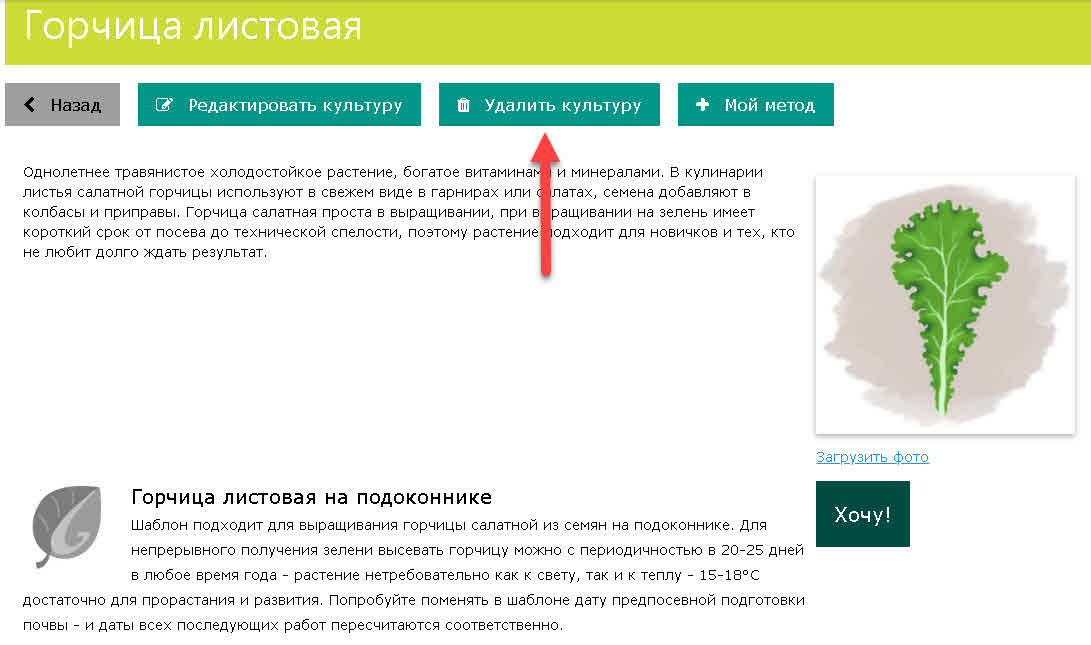 Горчица листовая
Назад
Редактировать культуру
Удалить культуру
Мой метод
Однолетнее травянистое холодостойкое растение, богатое витаминами и минералами. В кулинарии
листья салатной горчицы используют в свежем виде в гарнирах или салатах, семена добавляют в
колбасы и приправы. Горчица салатная проста в выращивании, при выращивании на зелень имеет
короткий срок от посева до технической спелости, поэтому растение подходит для новичков и тех, кто
не любит долго ждать результат.
Загрузить фото
Хочу!
Горчица листовая на подоконнике
Шаблон подходит для выращивания горчицы салатной из семян на подоконнике. Для
непрерывного получения зелени высевать горчицу можно с периодичностью в 20-25 дней
в любое время года - растение нетребовательно как к свету, так и к теплу - 15-18°С
достаточно для прорастания и развития. Попробуйте поменять в шаблоне дату предпосевной подготовки
почвы - и даты всех последующих работ пересчитаются соответственно.